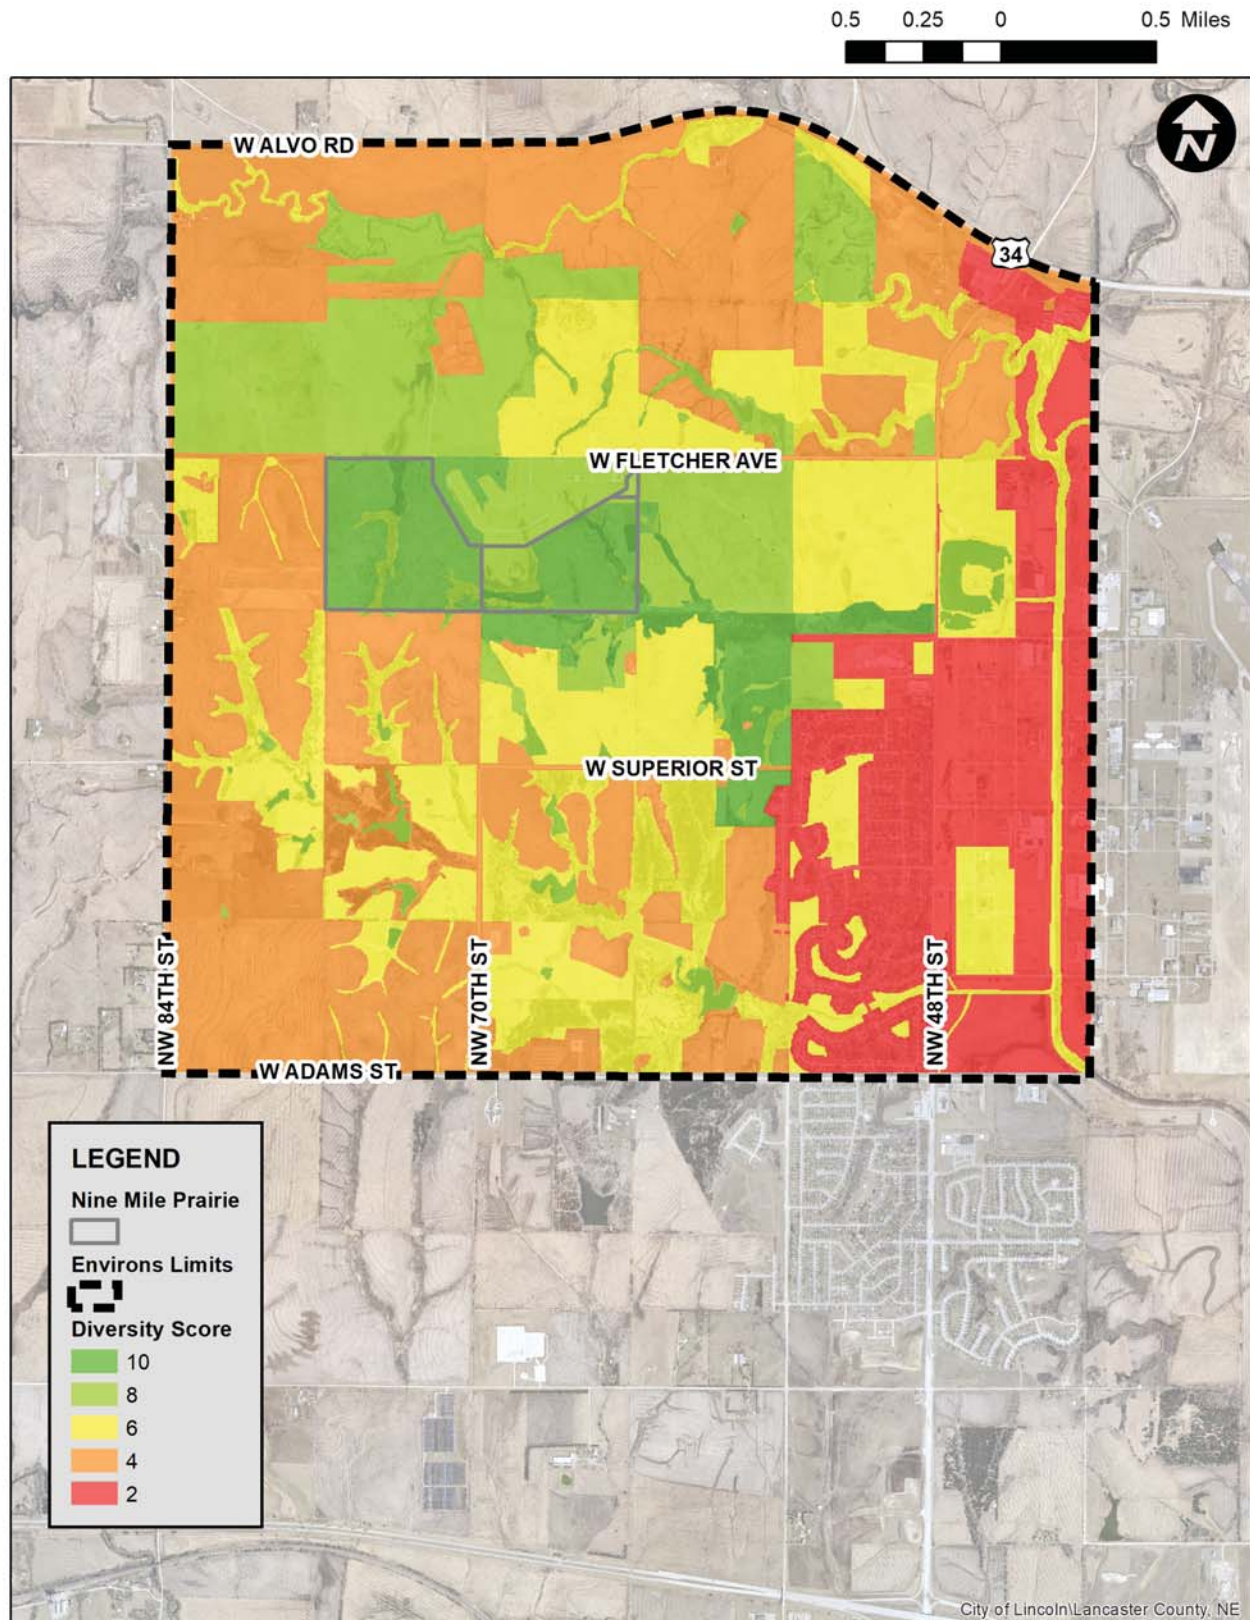 0.5 0.25 0 0.5 Miles
N
W ALVO RD
34
W FLETCHER AVE
W SUPERIOR ST
NW 84TH ST
NW 70TH ST
NW 48TH ST
W ADAMS ST
LEGEND
Nine Mile Prairie
Environs Limits
Diversity Score
10
8
6
4
2
City of Lincoln\Lancaster County, NE